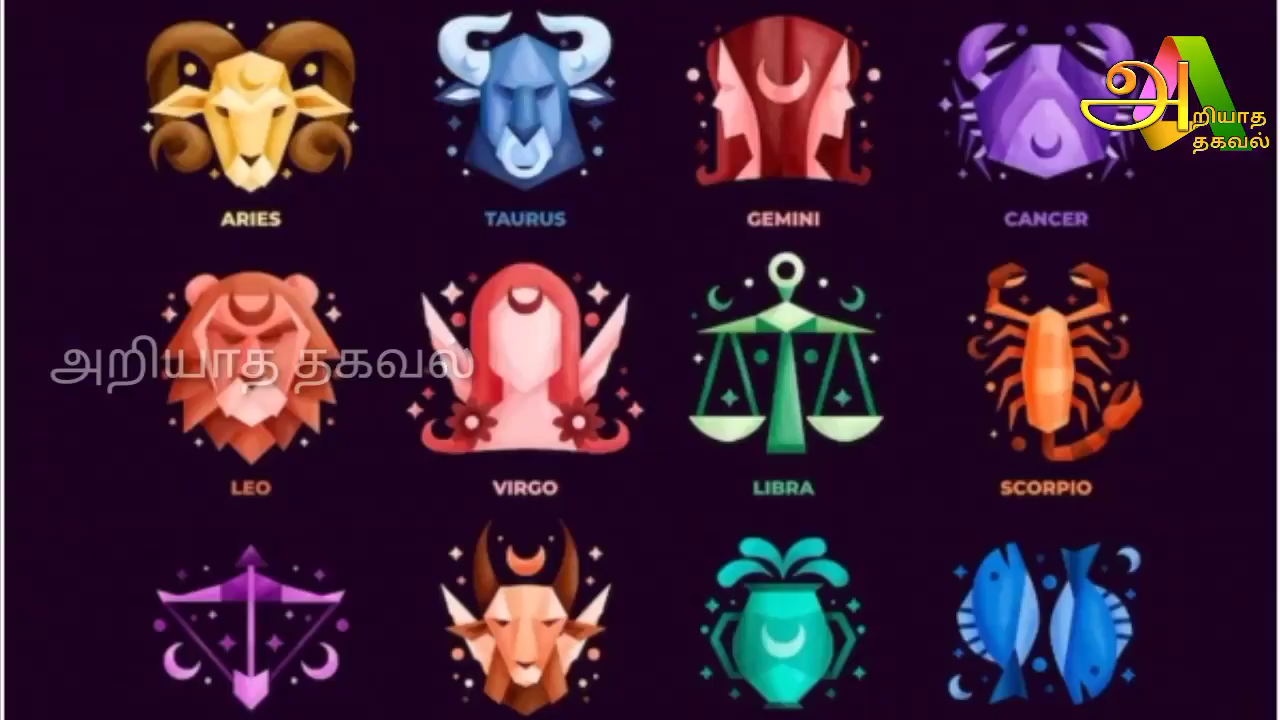 அறியாத
தகவல்
ARIES
TAURUS
GEMINI
CANCER
அறியாத தகவல்
LEO
VIRGO
LIBRA
SCORPIO